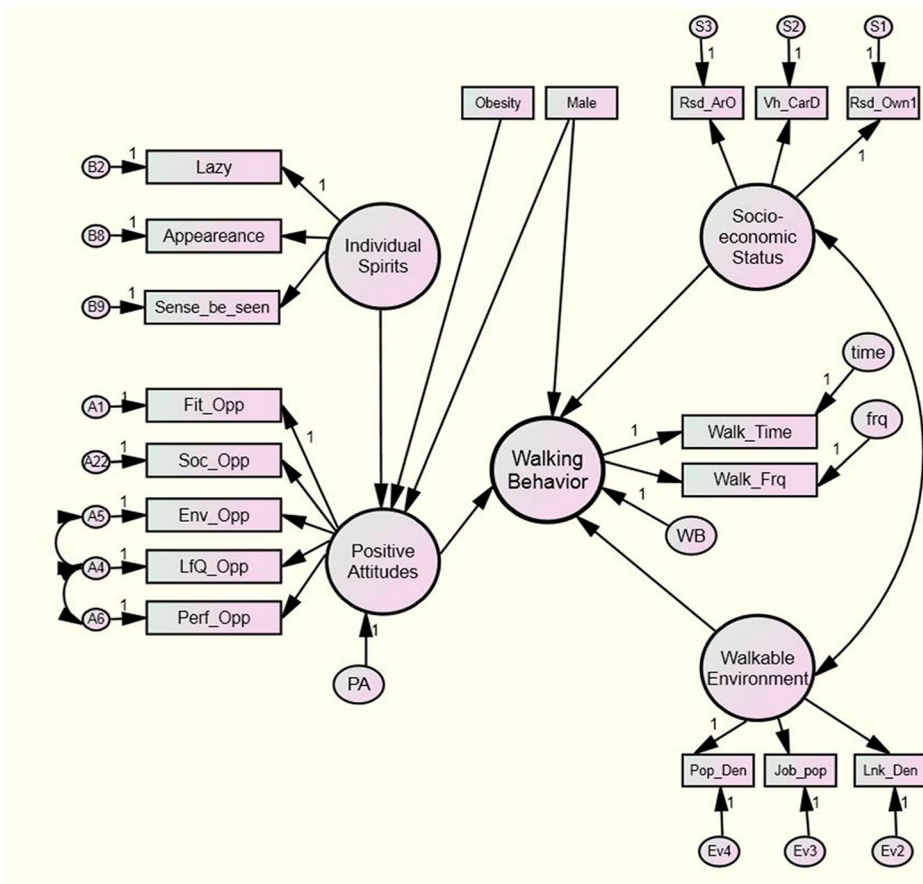 S3
S2
S1
1
1
1
Obesity
Male
Rsd_ArO
Vh_CarD
Rsd_Own1
1
B2
1
Lazy
1
B8
1
Appeareance
B9
1
Sense_be_seen
Individual
Spirits
Socio-
economic
Status
A1
1
Fit_Opp
1
A22
1
Soc_Opp
A5
1
Env_Opp
A4
1
LfQ_Opp
A6
1
Perf_Opp
Positive
Attitudes
1
PA
Walking
Behavior
1
Walk_Time
1
time
Walk_Frq
1
frq
1
WB
Walkable
Environment
1
Pop_Den
Job_pop
Lnk_Den
1
1
1
Ev4
Ev3
Ev2